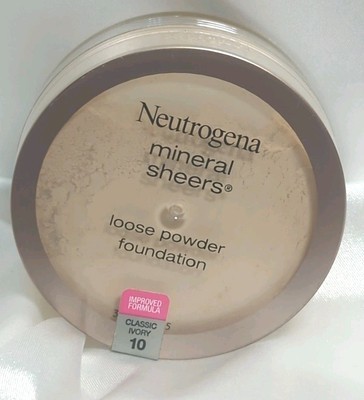 Neutrogena
mineral
sheers®
loose powder
foundation
IMPROVED
FORMULA
CLASSIC
IVORY
10